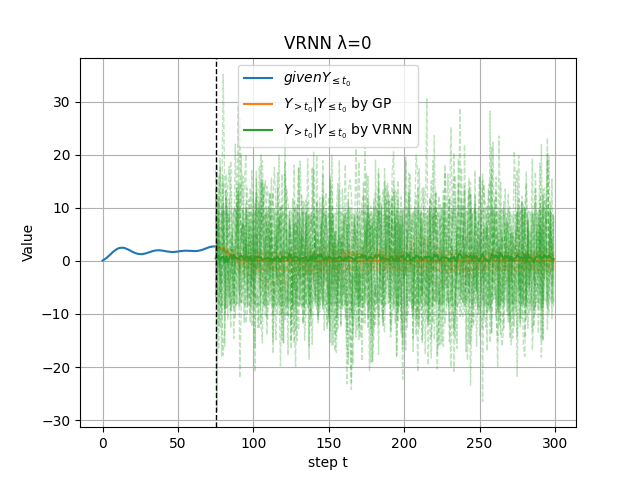 VRNN λ=0
givenY≤t₀
Y>t₀|Y≤t₀ by GP
Y>t₀|Y≤t₀ by VRNN
Value
30
20
10
0
−10
−20
−30
0 50 100 150 200 250 300
step t